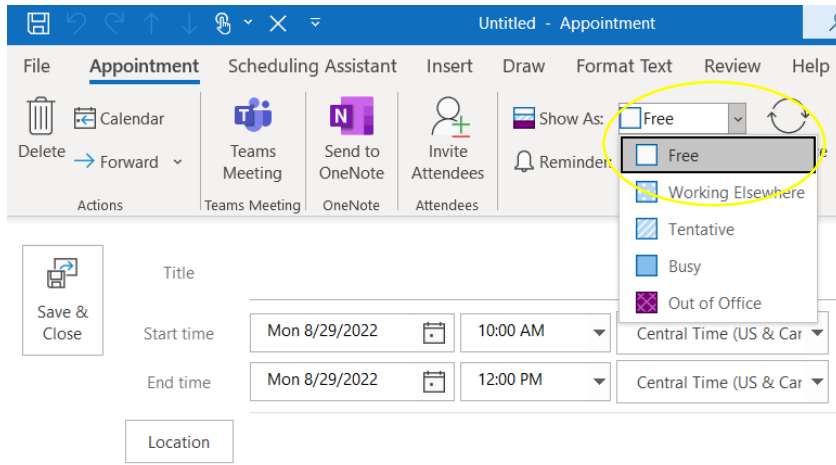 Untitled - Appointment
File Appointment Scheduling Assistant Insert Draw Format Text Review Help
Calendar
Delete
Forward
Actions
Teams
Meeting
Teams Meeting
N
Send to
OneNote
OneNote
Invite
Attendees
Attendees
Show As: Free
Reminder:
Free
Working Elsewhere
Tentative
Busy
Out of Office
Save &
Close
Title
Start time Mon 8/29/2022 10:00 AM Central Time (US & Car
End time Mon 8/29/2022 12:00 PM Central Time (US & Car
Location